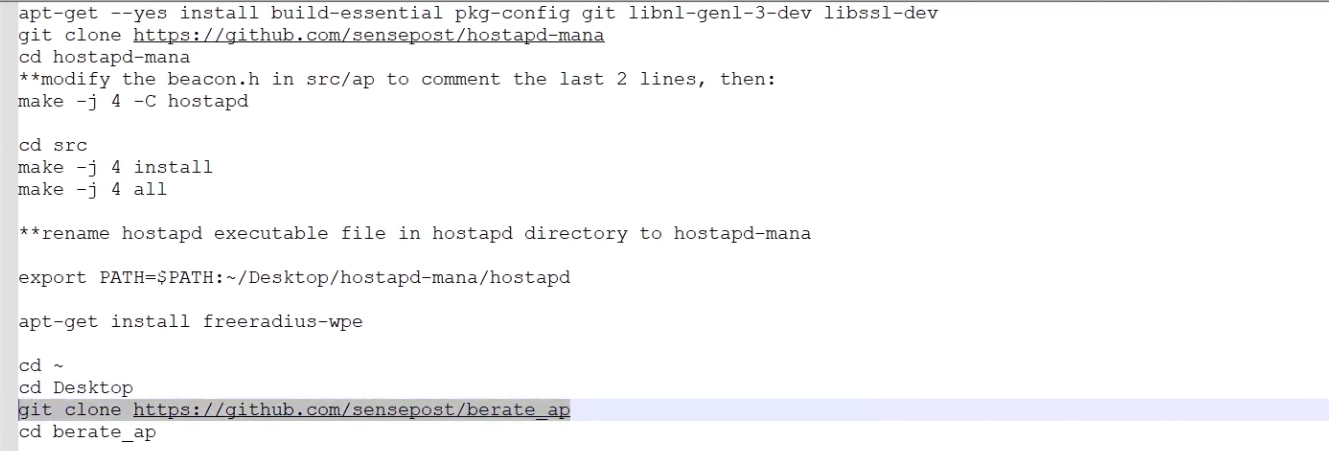 apt-get --yes install build-essential pkg-config git libnl-genl-3-dev libssl-dev
git clone https://github.com/sensepost/hostapd-mana
cd hostapd-mana
**modify the beacon.h in src/ap to comment the last 2 lines, then:
make -j 4 -C hostapd
cd src
make -j 4 install
make -j 4 all
**rename hostapd executable file in hostapd directory to hostapd-mana
export PATH=$PATH:~/Desktop/hostapd-mana/hostapd
apt-get install freeradius-wpe
cd ~
cd Desktop
git clone https://github.com/sensepost/berate_ap
cd berate_ap